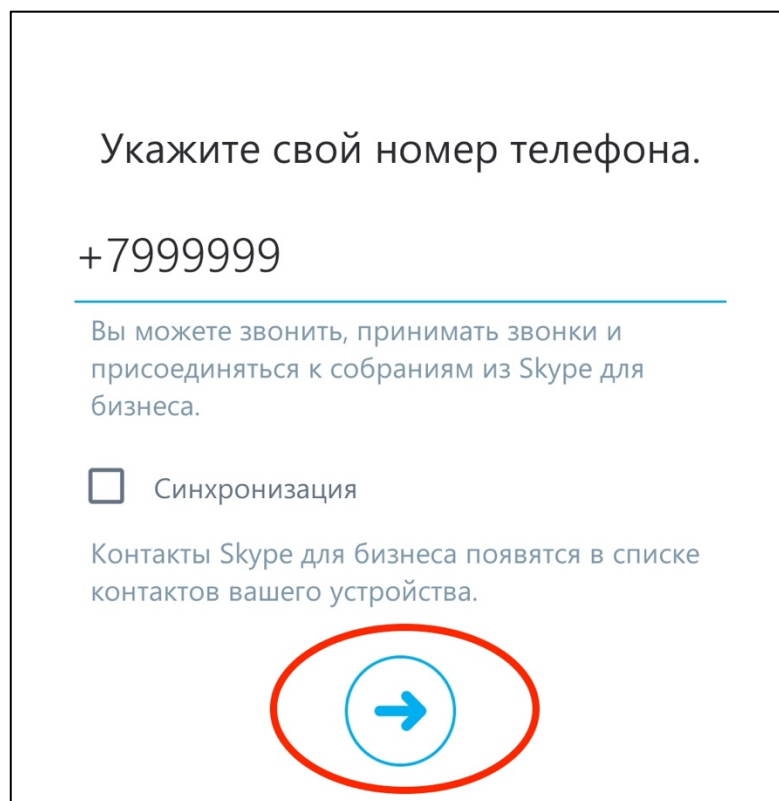 Укажите свой номер телефона.
+7999999
Вы можете звонить, принимать звонки и
присоединяться к собраниям из Skype для
бизнеса.
Синхронизация
Контакты Skype для бизнеса появятся в списке
контактов вашего устройства.